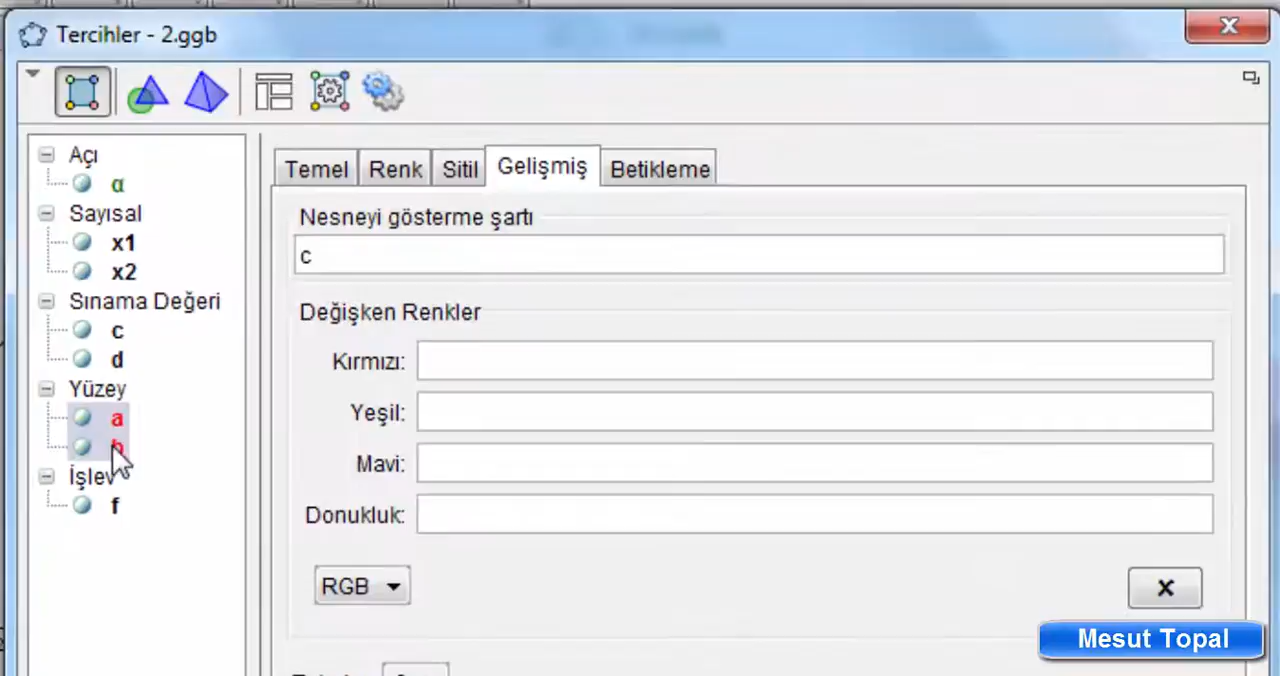 Tercihler - 2.ggb
Açı
α
Sayısal
x1
x2
Sınama Değeri
c
d
Yüzey
a
b
İşlev
f
Temel Renk Sitil Gelişmiş Betikleme
Nesneyi gösterme şartı
c
Değişken Renkler
Kırmızı:
Yeşil:
Mavi:
Donukluk:
RGB
Mesut Topal